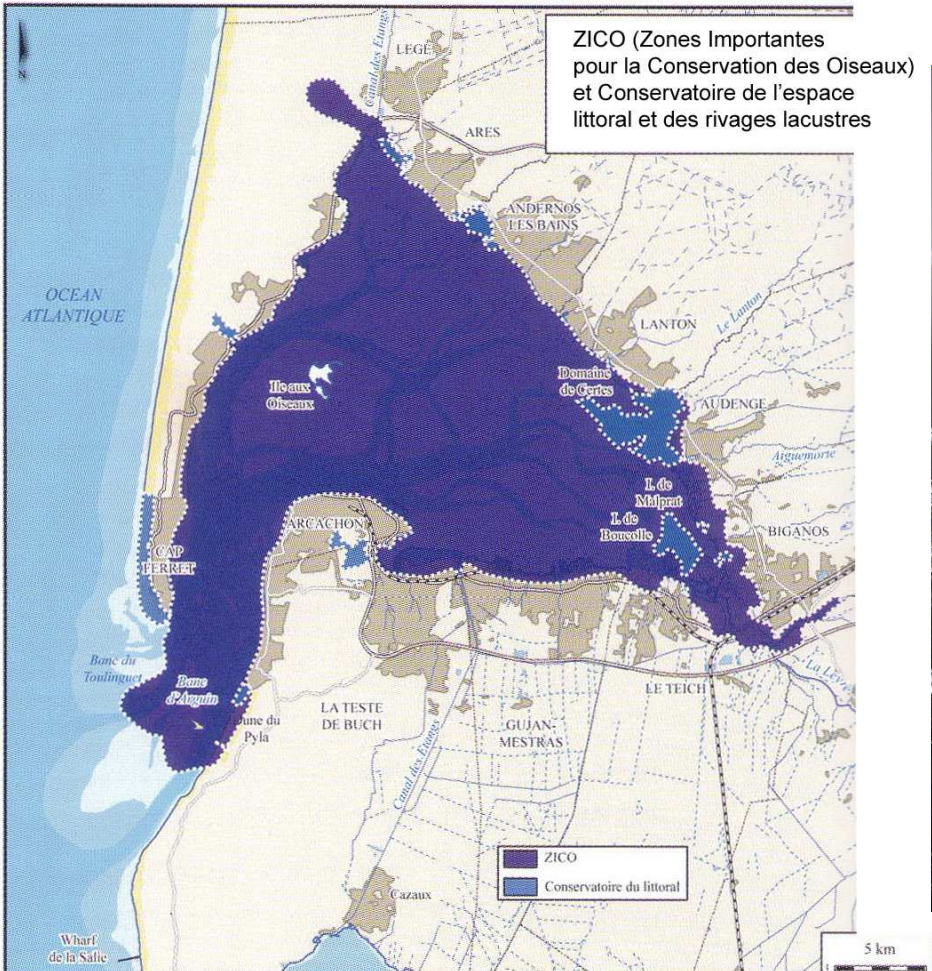 ZICO (Zones Importantes
pour la Conservation des Oiseaux)
et Conservatoire de l'espace
littoral et des rivages lacustres
N
Canal des Etangs
LEGE
ARES
ANDERNOS
LES BAINS
OCEAN
ATLANTIQUE
LANTON
Le Lanton
Ile aux
Oiseaux
Domaine
de Certes
AUDENGE
Aiguemorte
I. de
Malprat
I. de
Boucolle
BIGANOS
ARCACHON
CAP
FERRET
Banc du
Toulinguet
Banc
d'Arguin
Dune du
Pyla
LA TESTE
DE BUCH
LE TEICH
La Leyre
GUJAN-
MESTRAS
Canal des Etangs
ZICO
Conservatoire du littoral
Cazaux
Wharf
de la Salie
5 km